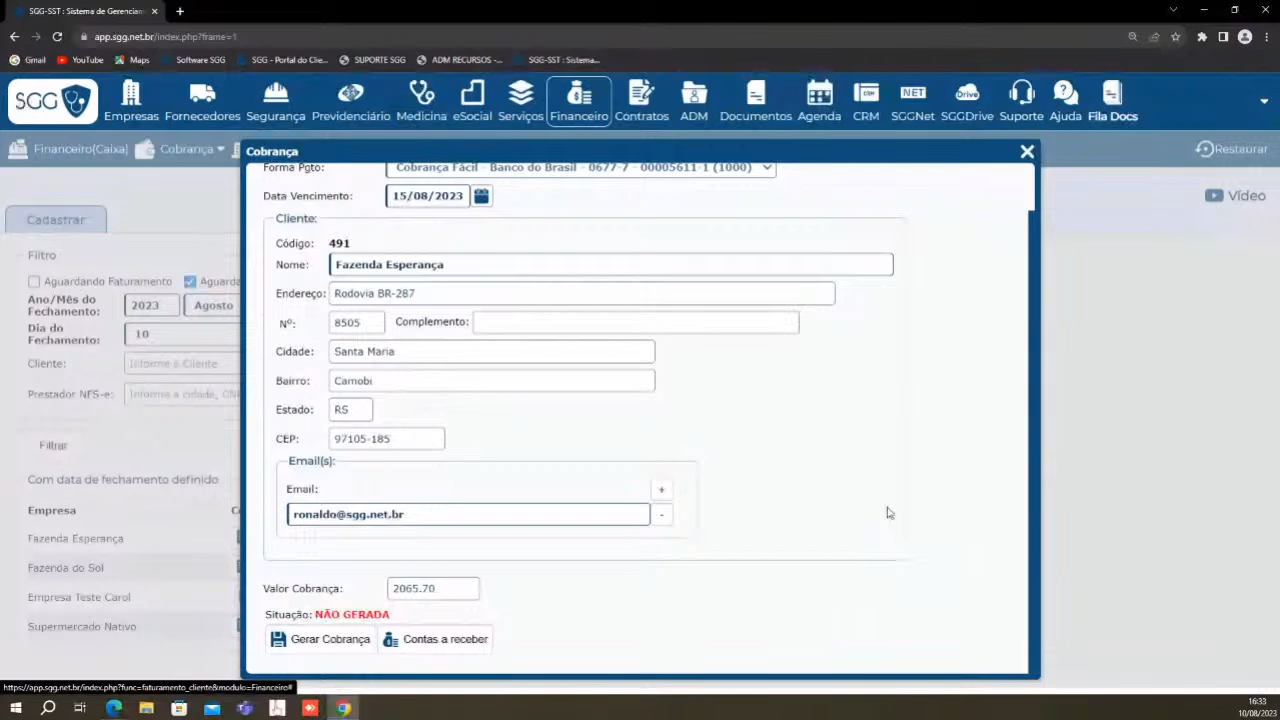 SGG-SST : Sistema de Gerenciam
app.sgg.net.br/index.php?frame=1
Gmail YouTube Maps Software SGG SGG - Portal do Clie... SUPORTE SGG ADM RECURSOS -... SGG-SST : Sistema...
SGG Empresas Fornecedores Segurança Previdenciário Medicina eSocial Serviços Financeiro Contratos ADM Documentos Agenda CRM SGGNet SGGDrive Suporte Ajuda Fila Docs
CRM NET Drive
Financeiro(Caixa) Cobrança Restaurar
Cobrança
Forma Pgto: Cobrança Fácil - Banco do Brasil - 0677-7 - 00005611-1 (1000)
Data Vencimento: 15/08/2023
Vídeo
Cadastrar
Cliente:
Código: 491
Nome: Fazenda Esperança
Endereço: Rodovia BR-287
Nº: 8505 Complemento:
Cidade: Santa Maria
Bairro: Camobi
Estado: RS
CEP: 97105-185
Email(s):
Email: +
ronaldo@sgg.net.br -
Valor Cobrança: 2065.70
Situação: NÃO GERADA
Gerar Cobrança Contas a receber
Filtro
Aguardando Faturamento Aguarda
Ano/Mês do Fechamento: 2023 Agosto
Dia do Fechamento: 10
Cliente: Informe o Cliente
Prestador NFS-e: Informe a cidade, CN
Filtrar
Com data de fechamento definido
Empresa
Fazenda Esperança
Fazenda do Sol
Empresa Teste Carol
Supermercado Nativo
https://app.sgg.net.br/index.php?func=faturamento_cliente&modulo=Financeiro#
16:33
10/08/2023